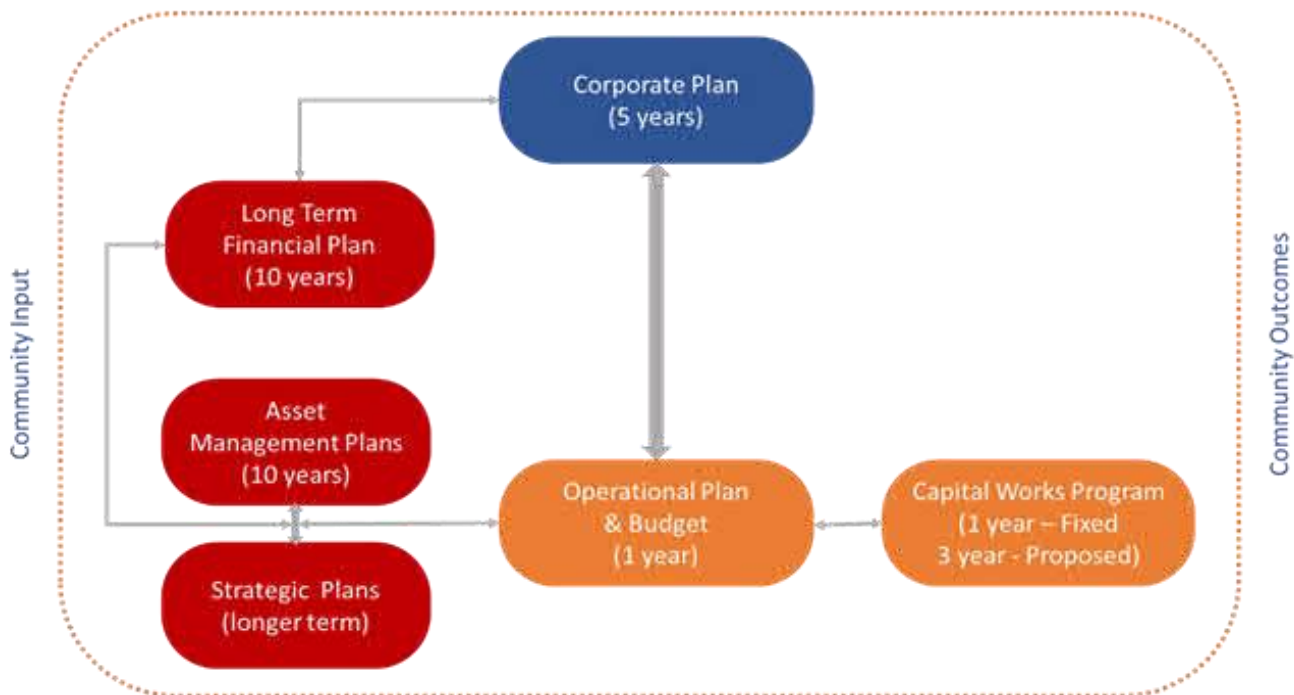 Community Input
Corporate Plan
(5 years)
Long Term
Financial Plan
(10 years)
Asset
Management Plans
(10 years)
Strategic Plans
(longer term)
Operational Plan
& Budget
(1 year)
Capital Works Program
(1 year – Fixed
3 year - Proposed)
Community Outcomes